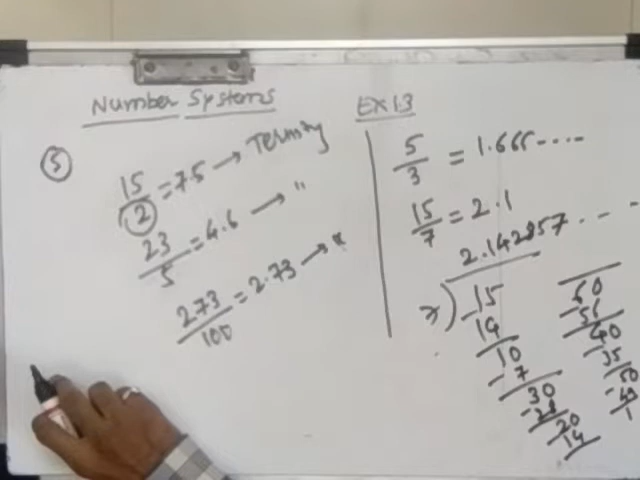 Number Systems
EX 1.3
5
15/2 = 7.5 → Terming
23/5 = 4.6 → "
273/100 = 2.73 → "
5/3 = 1.666....
15/7 = 2.1
2.142857...
7)15
14
10
- 7
30
- 28
20
14
60
- 56
40
- 35
50
- 49
1